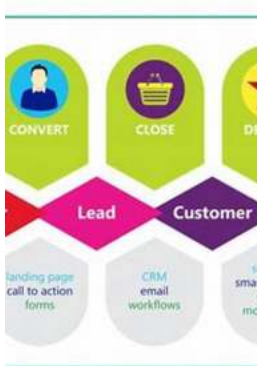 CONVERT
CLOSE
Lead
Customer
landing page
call to action
forms
CRM
email
workflows